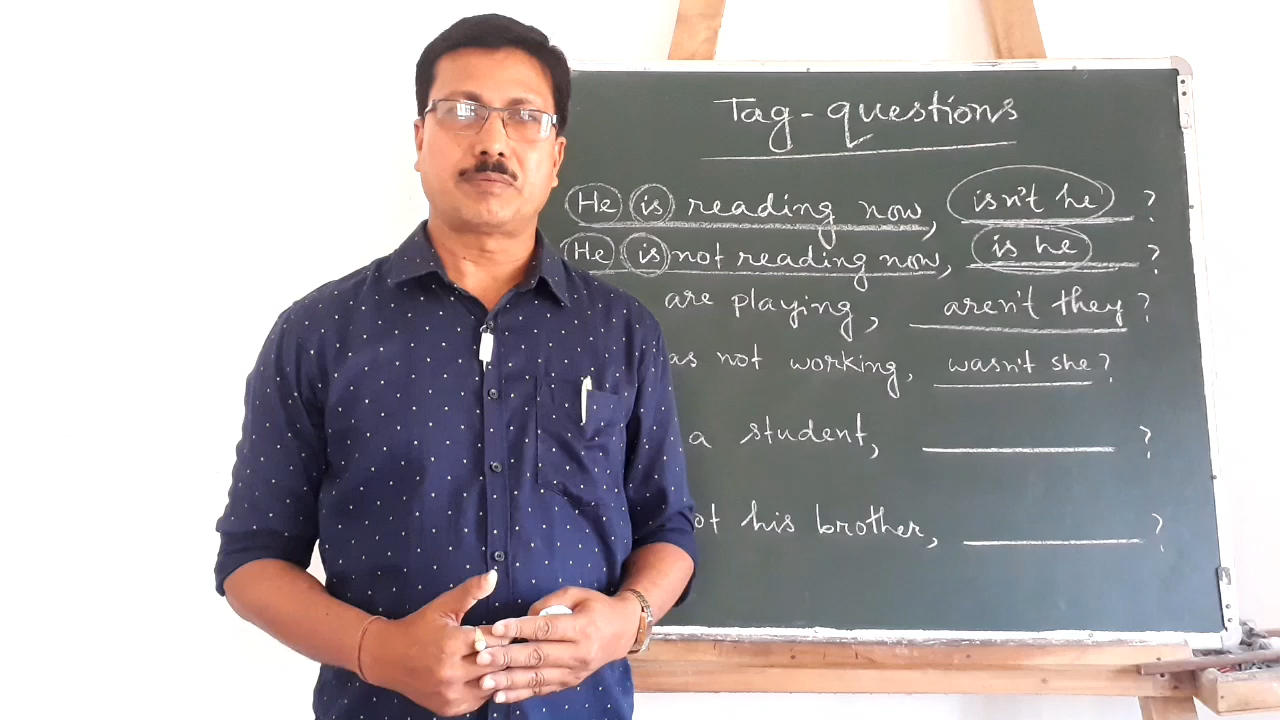 Tag-questions
He is reading now, isn't he ?
He is not reading now, is he ?
are playing, aren't they?
as not working, wasn't she?
a student, ?
ot his brother, ?